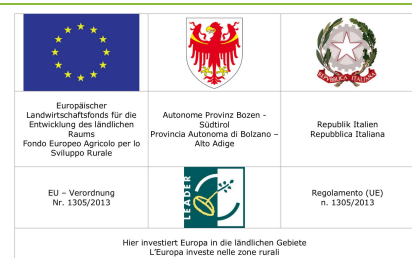 Europäischer
Landwirtschaftsfonds für die
Entwicklung des ländlichen
Raums
Fondo Europeo Agricolo per lo
Sviluppo Rurale
Autonome Provinz Bozen -
Südtirol
Provincia Autonoma di Bolzano –
Alto Adige
REPVBBLICA ITALIANA
Republik Italien
Repubblica Italiana
EU – Verordnung
Nr. 1305/2013
LEADER
Regolamento (UE)
n. 1305/2013
Hier investiert Europa in die ländlichen Gebiete
L'Europa investe nelle zone rurali